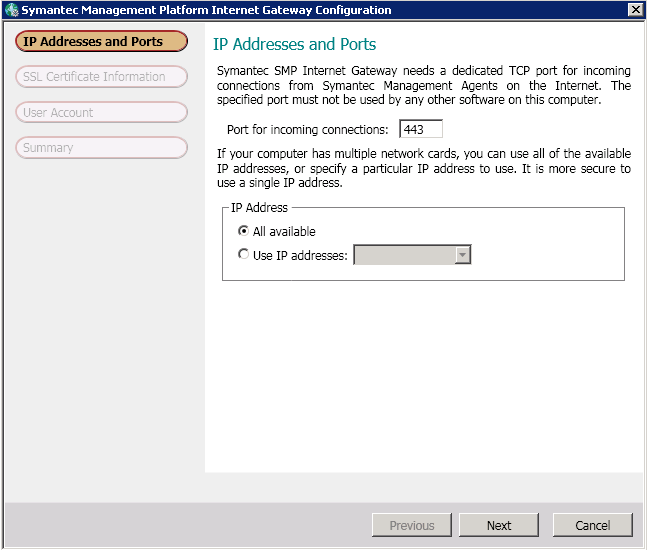 Symantec Management Platform Internet Gateway Configuration
IP Addresses and Ports
SSL Certificate Information
User Account
Summary
IP Addresses and Ports
Symantec SMP Internet Gateway needs a dedicated TCP port for incoming
connections from Symantec Management Agents on the Internet. The
specified port must not be used by any other software on this computer.
Port for incoming connections: 443
If your computer has multiple network cards, you can use all of the available
IP addresses, or specify a particular IP address to use. It is more secure to
use a single IP address.
IP Address
All available
Use IP addresses:
Previous Next Cancel